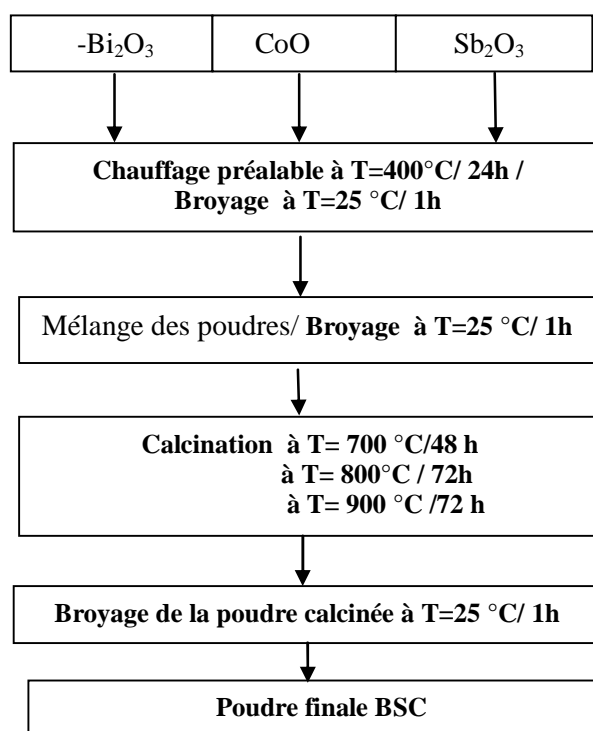 -Bi₂O₃ CoO Sb₂O₃
Chauffage préalable à T=400°C/ 24h /
Broyage à T=25 °C/ 1h
Mélange des poudres/ Broyage à T=25 °C/ 1h
Calcination à T= 700 °C/48 h
à T= 800°C / 72h
à T= 900 °C /72 h
Broyage de la poudre calcinée à T=25 °C/ 1h
Poudre finale BSC